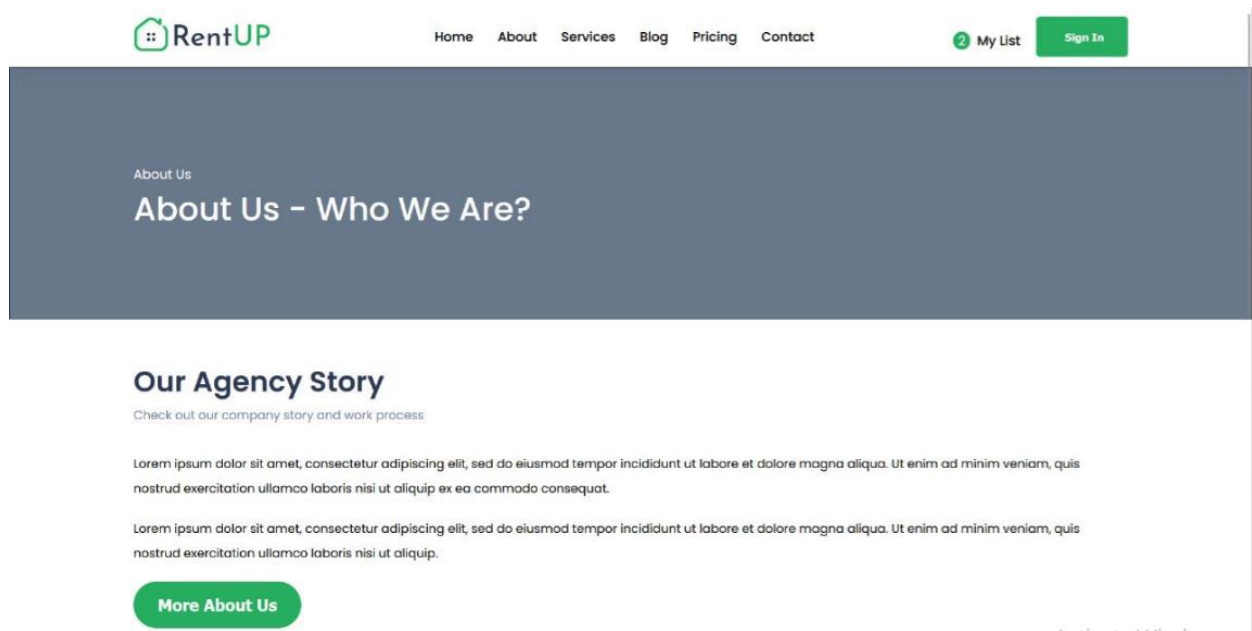 RentUP
Home About Services Blog Pricing Contact
2 My List
Sign In
About Us
About Us - Who We Are?
Our Agency Story
Check out our company story and work process
Lorem ipsum dolor sit amet, consectetur adipiscing elit, sed do eiusmod tempor incididunt ut labore et dolore magna aliqua. Ut enim ad minim veniam, quis
nostrud exercitation ullamco laboris nisi ut aliquip ex ea commodo consequat.
Lorem ipsum dolor sit amet, consectetur adipiscing elit, sed do eiusmod tempor incididunt ut labore et dolore magna aliqua. Ut enim ad minim veniam, quis
nostrud exercitation ullamco laboris nisi ut aliquip.
More About Us